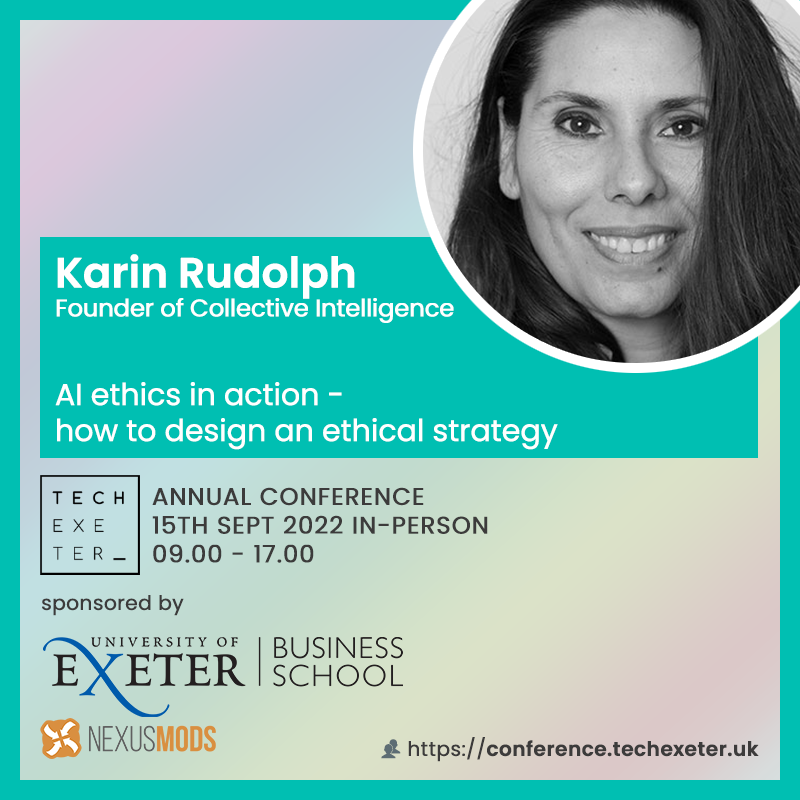 Karin Rudolph
Founder of Collective Intelligence
AI ethics in action -
how to design an ethical strategy
TECH
EXE
TER_
ANNUAL CONFERENCE
15TH SEPT 2022 IN-PERSON
09.00 - 17.00
sponsored by
UNIVERSITY OF
EXETER
BUSINESS
SCHOOL
NEXUSMODS
https://conference.techexeter.uk